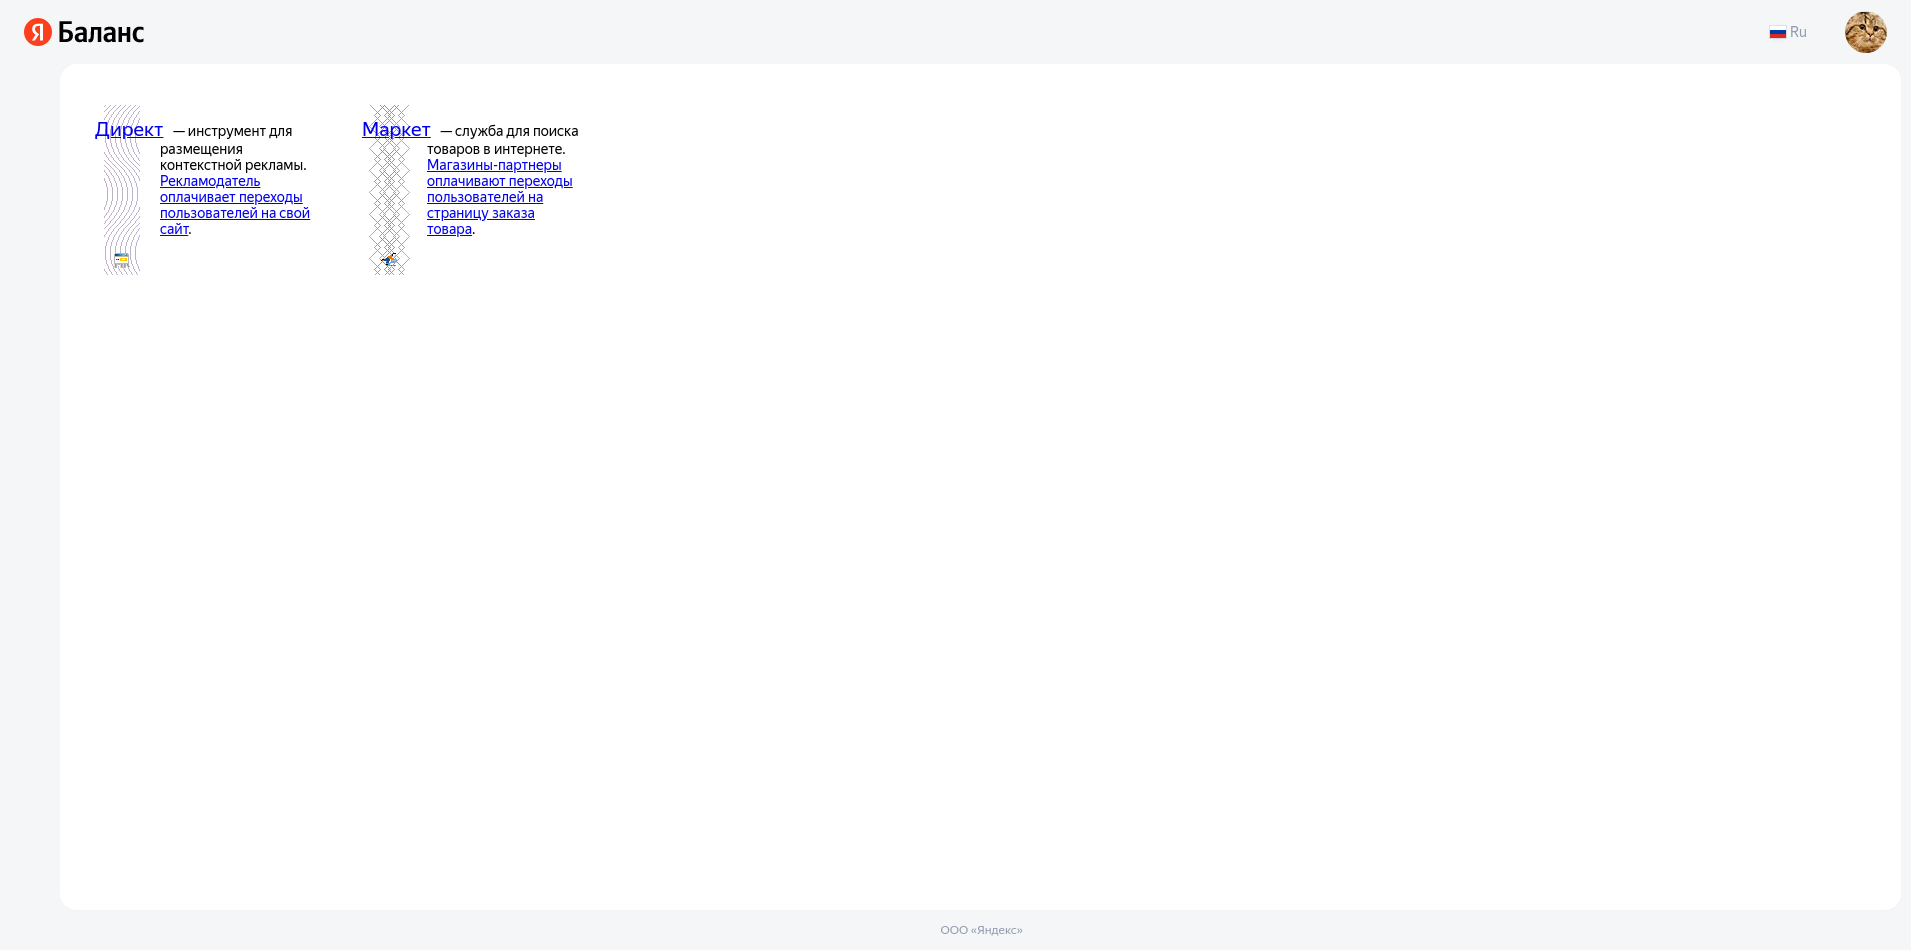 Я Баланс
Ru
Директ — инструмент для
размещения
контекстной рекламы.
Рекламодатель
оплачивает переходы
пользователей на свой
сайт.
Маркет — служба для поиска
товаров в интернете.
Магазины-партнеры
оплачивают переходы
пользователей на
страницу заказа
товара.
ООО «Яндекс»